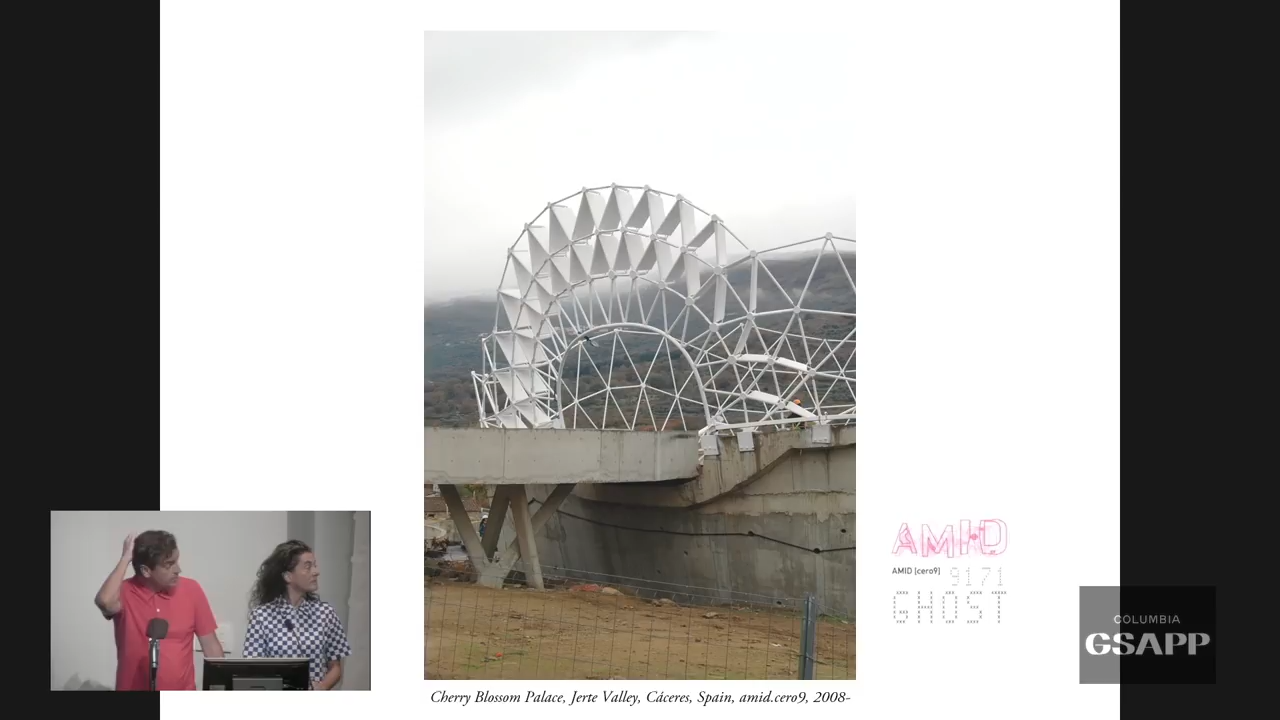 AMID
AMID [cero9]
9171
GHOST
COLUMBIA
GSAPP
Cherry Blossom Palace, Jerte Valley, Cáceres, Spain, amid.cero9, 2008-